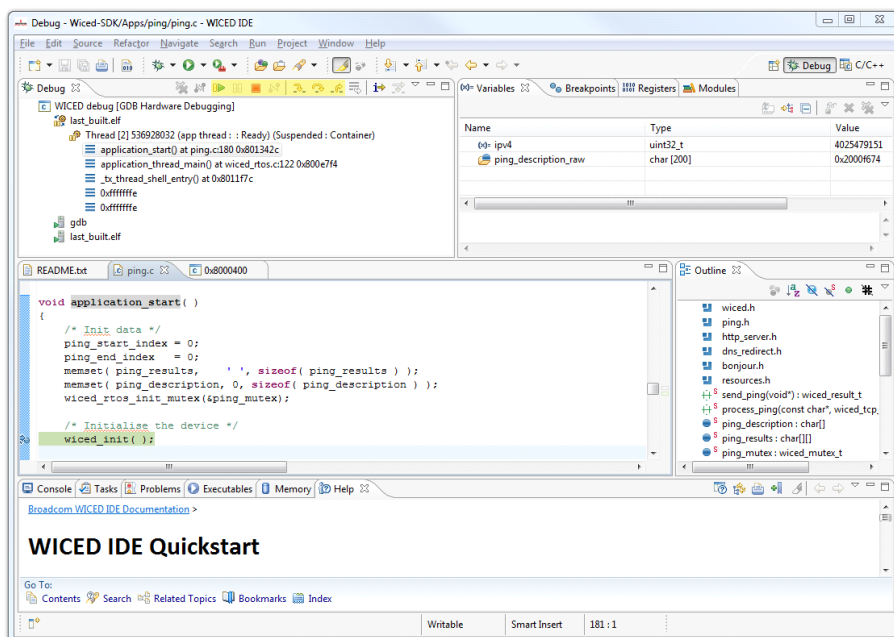 Debug - Wiced-SDK/Apps/ping/ping.c - WICED IDE
File Edit Source Refactor Navigate Search Run Project Window Help
Debug C/C++
Debug
WICED debug [GDB Hardware Debugging]
last_built.elf
Thread [2] 536928032 (app thread : : Ready) (Suspended : Container)
application_start() at ping.c:180 0x801342c
application_thread_main() at wiced_rtos.c:122 0x800e7f4
_tx_thread_shell_entry() at 0x8011f7c
0xfffffffe
0xfffffffe
gdb
last_built.elf
Variables Breakpoints Registers Modules
Name Type Value
ipv4 uint32_t 4025479151
ping_description_raw char [200] 0x2000f674
README.txt ping.c 0x8000400
void application_start( )
{
/* Init data */
ping_start_index = 0;
ping_end_index = 0;
memset( ping_results, ' ', sizeof( ping_results ) );
memset( ping_description, 0, sizeof( ping_description ) );
wiced_rtos_init_mutex(&ping_mutex);
/* Initialise the device */
wiced_init( );
Outline
wiced.h
ping.h
http_server.h
dns_redirect.h
bonjour.h
resources.h
send_ping(void*) : wiced_result_t
process_ping(const char*, wiced_tcp_
ping_description : char[]
ping_results : char[][]
ping_mutex : wiced_mutex_t
Console Tasks Problems Executables Memory Help
Broadcom WICED IDE Documentation >
WICED IDE Quickstart
Go To:
Contents Search Related Topics Bookmarks Index
Writable Smart Insert 181 : 1